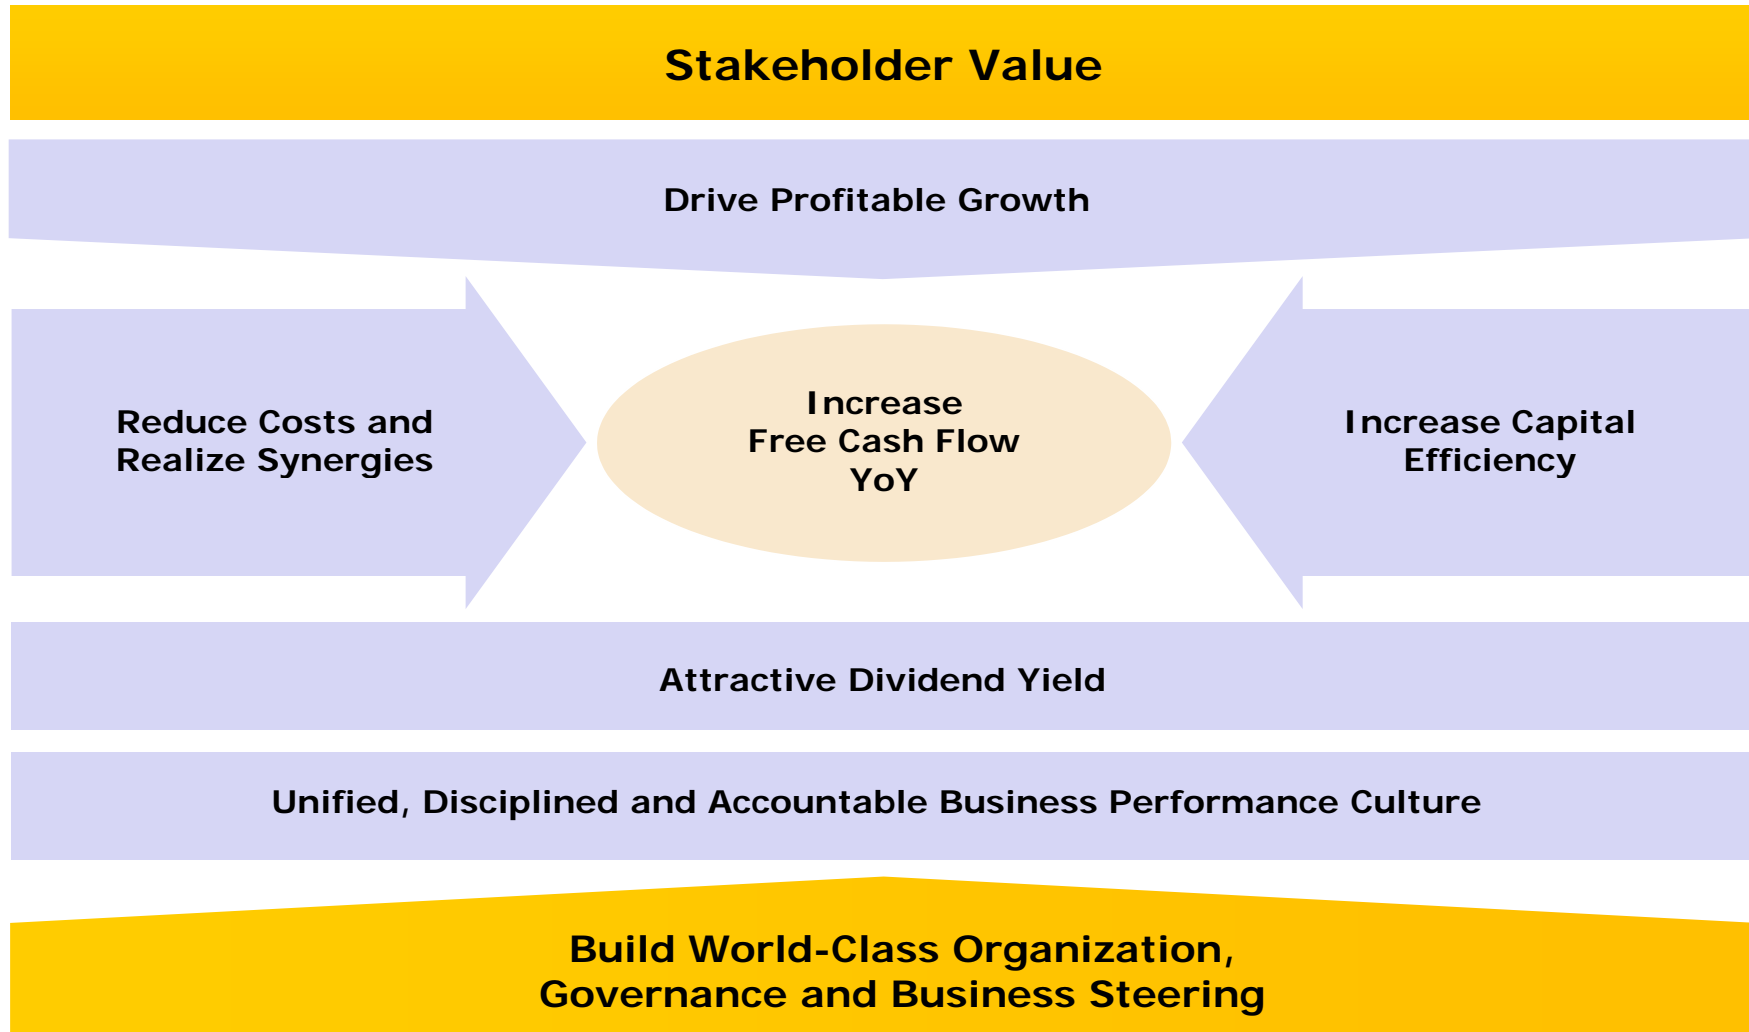 Stakeholder Value
Drive Profitable Growth
Reduce Costs and
Realize Synergies
Increase
Free Cash Flow
YoY
Increase Capital
Efficiency
Attractive Dividend Yield
Unified, Disciplined and Accountable Business Performance Culture
Build World-Class Organization,
Governance and Business Steering